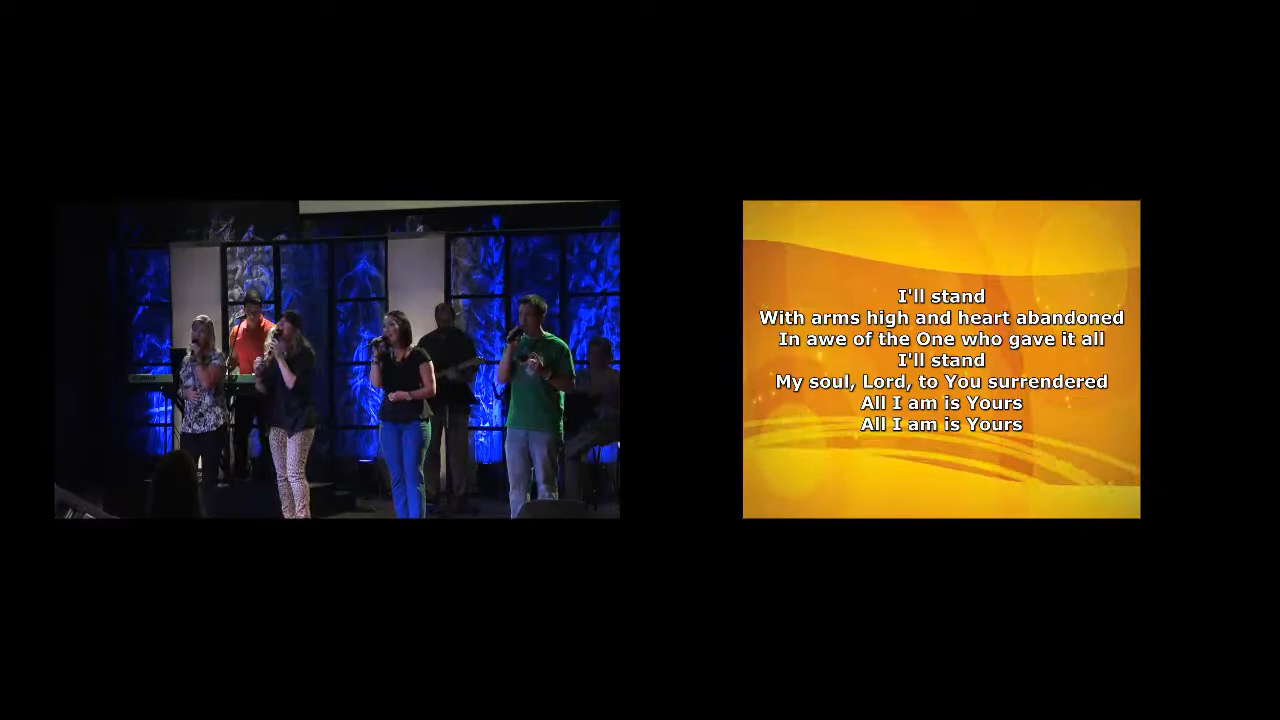 I'll stand
With arms high and heart abandoned
In awe of the One who gave it all
I'll stand
My soul, Lord, to You surrendered
All I am is Yours
All I am is Yours